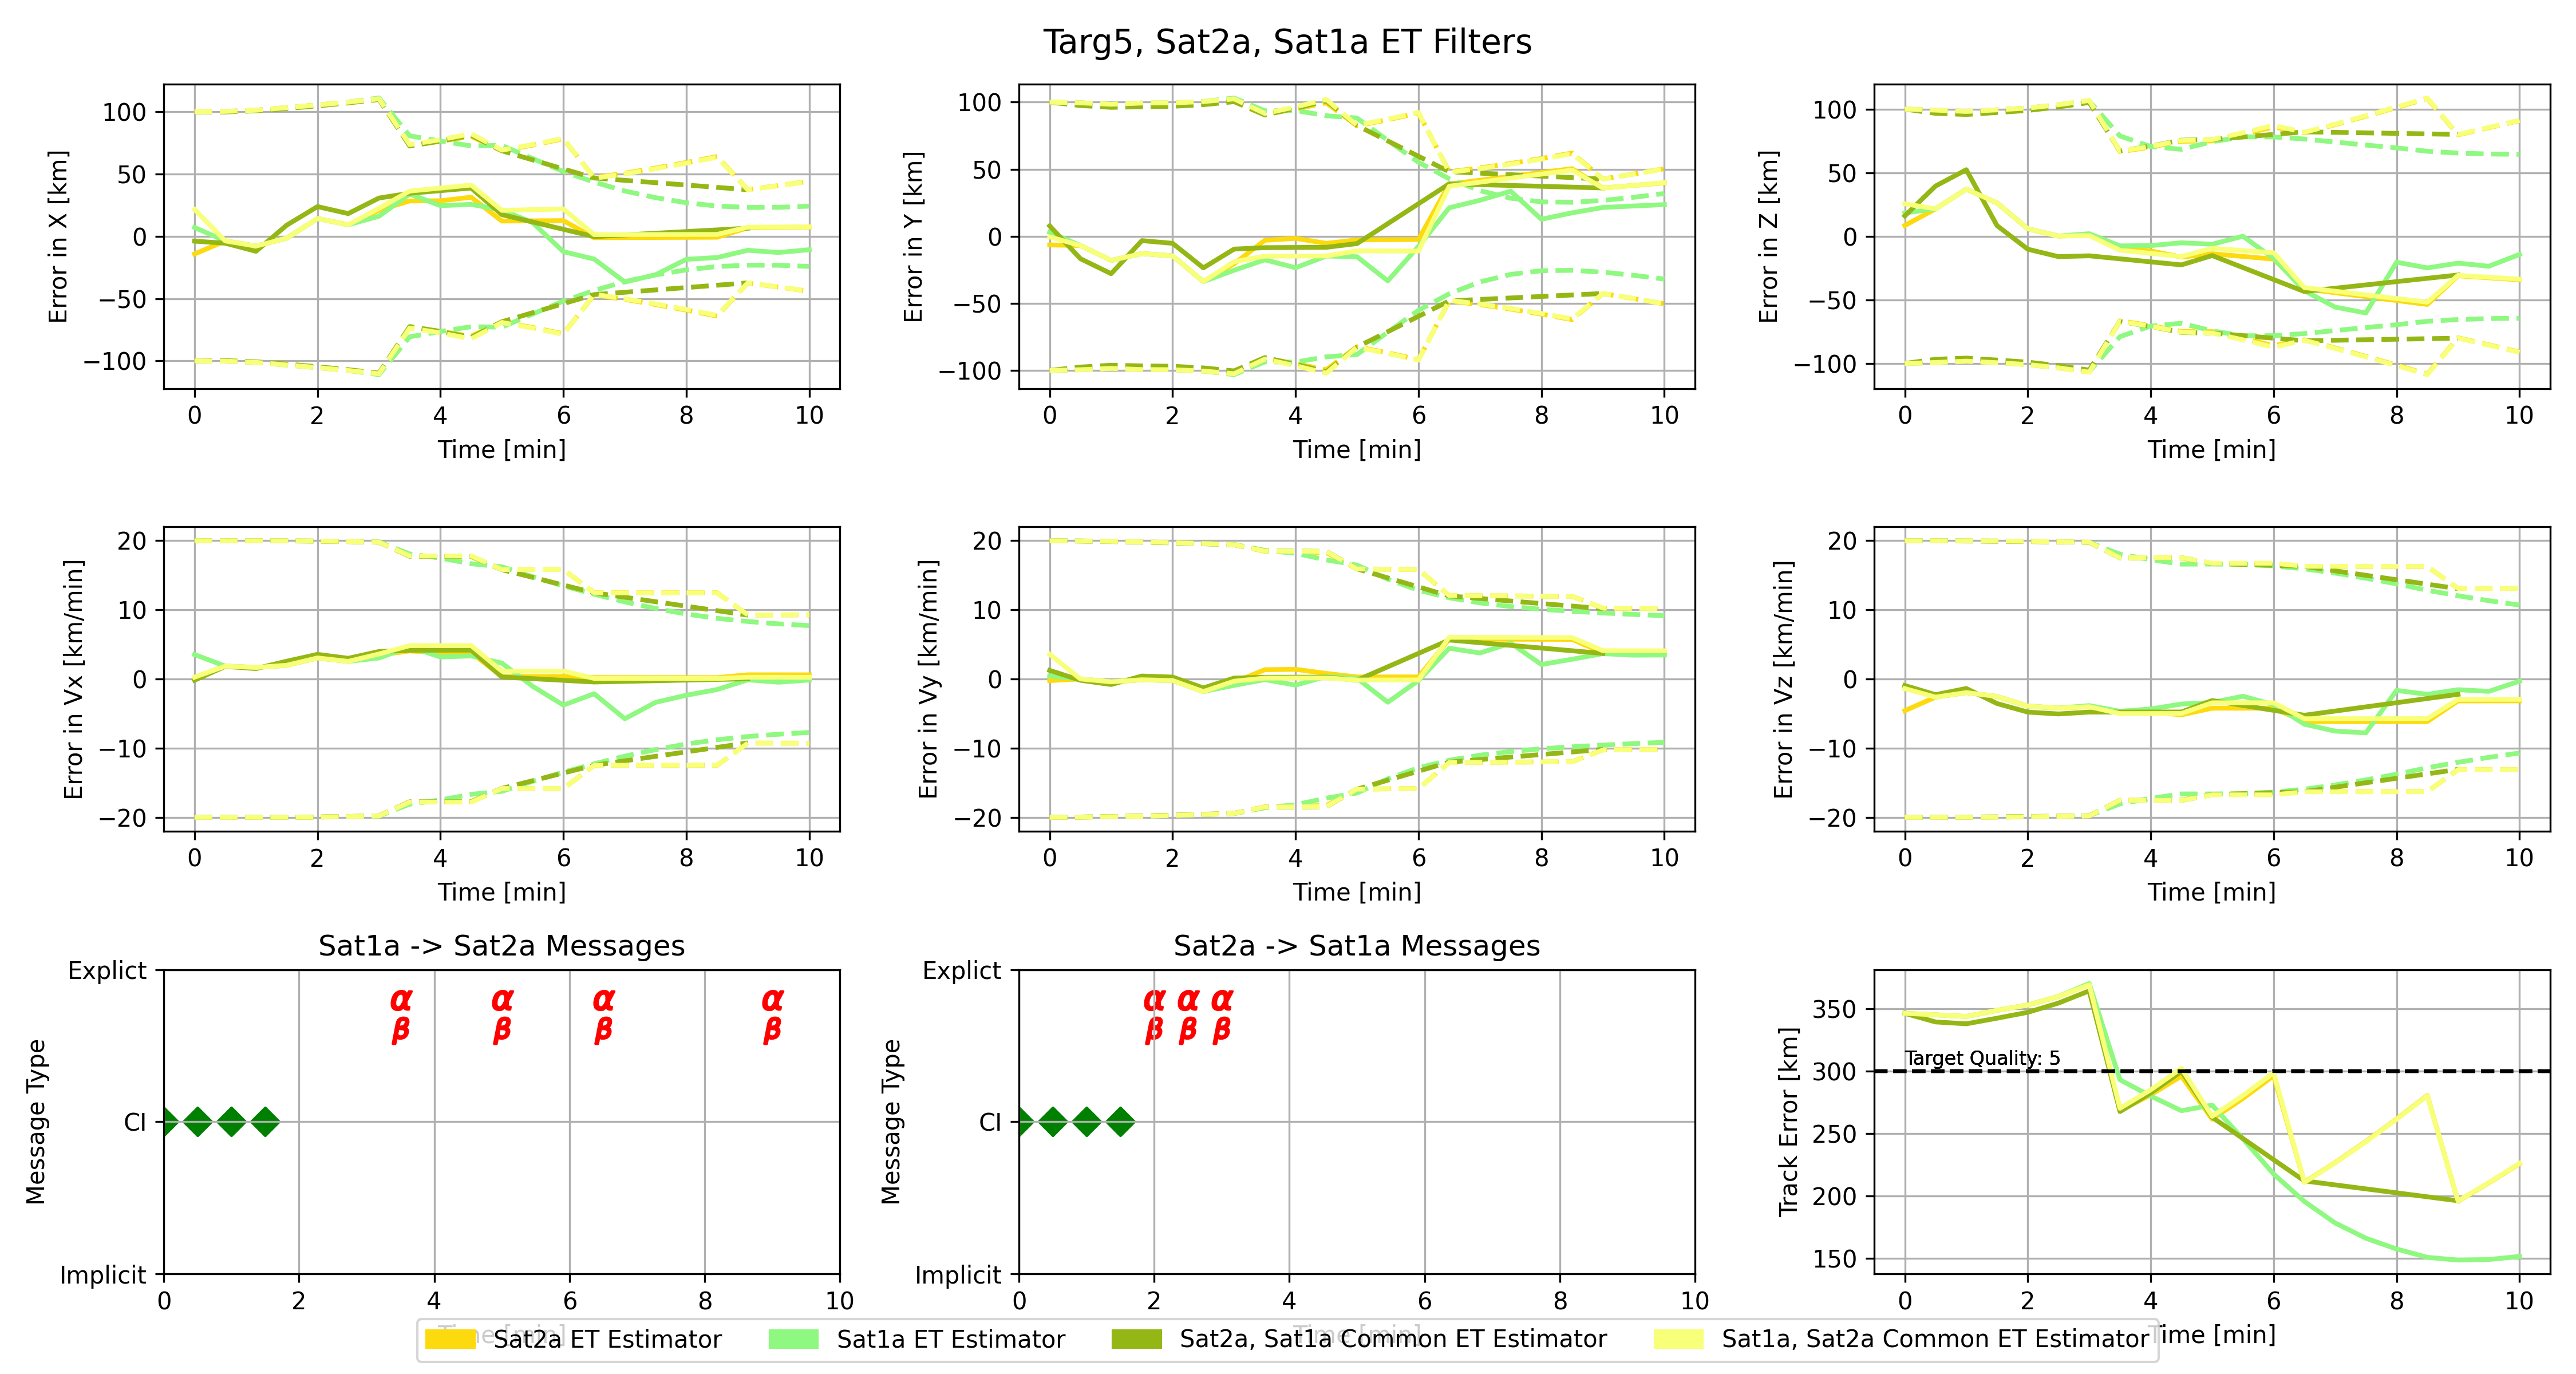 Targ5, Sat2a, Sat1a ET Filters
Error in X [km]
100
50
0
−50
−100
0 2 4 6 8 10
Time [min]
Error in Y [km]
100
50
0
−50
−100
0 2 4 6 8 10
Time [min]
Error in Z [km]
100
50
0
−50
−100
0 2 4 6 8 10
Time [min]
Error in Vx [km/min]
20
10
0
−10
−20
0 2 4 6 8 10
Time [min]
Error in Vy [km/min]
20
10
0
−10
−20
0 2 4 6 8 10
Time [min]
Error in Vz [km/min]
20
10
0
−10
−20
0 2 4 6 8 10
Time [min]
Sat1a -> Sat2a Messages
Message Type
Explict
CI
Implicit
α α α α
β β β β
0 2 4 6 8 10
Time [min]
Sat2a -> Sat1a Messages
Message Type
Explict
CI
Implicit
α α α
β β β
0 2 4 6 8 10
Time [min]
Track Error [km]
350
300
250
200
150
Target Quality: 5
0 2 4 6 8 10
Time [min]
Sat2a ET Estimator
Sat1a ET Estimator
Sat2a, Sat1a Common ET Estimator
Sat1a, Sat2a Common ET Estimator